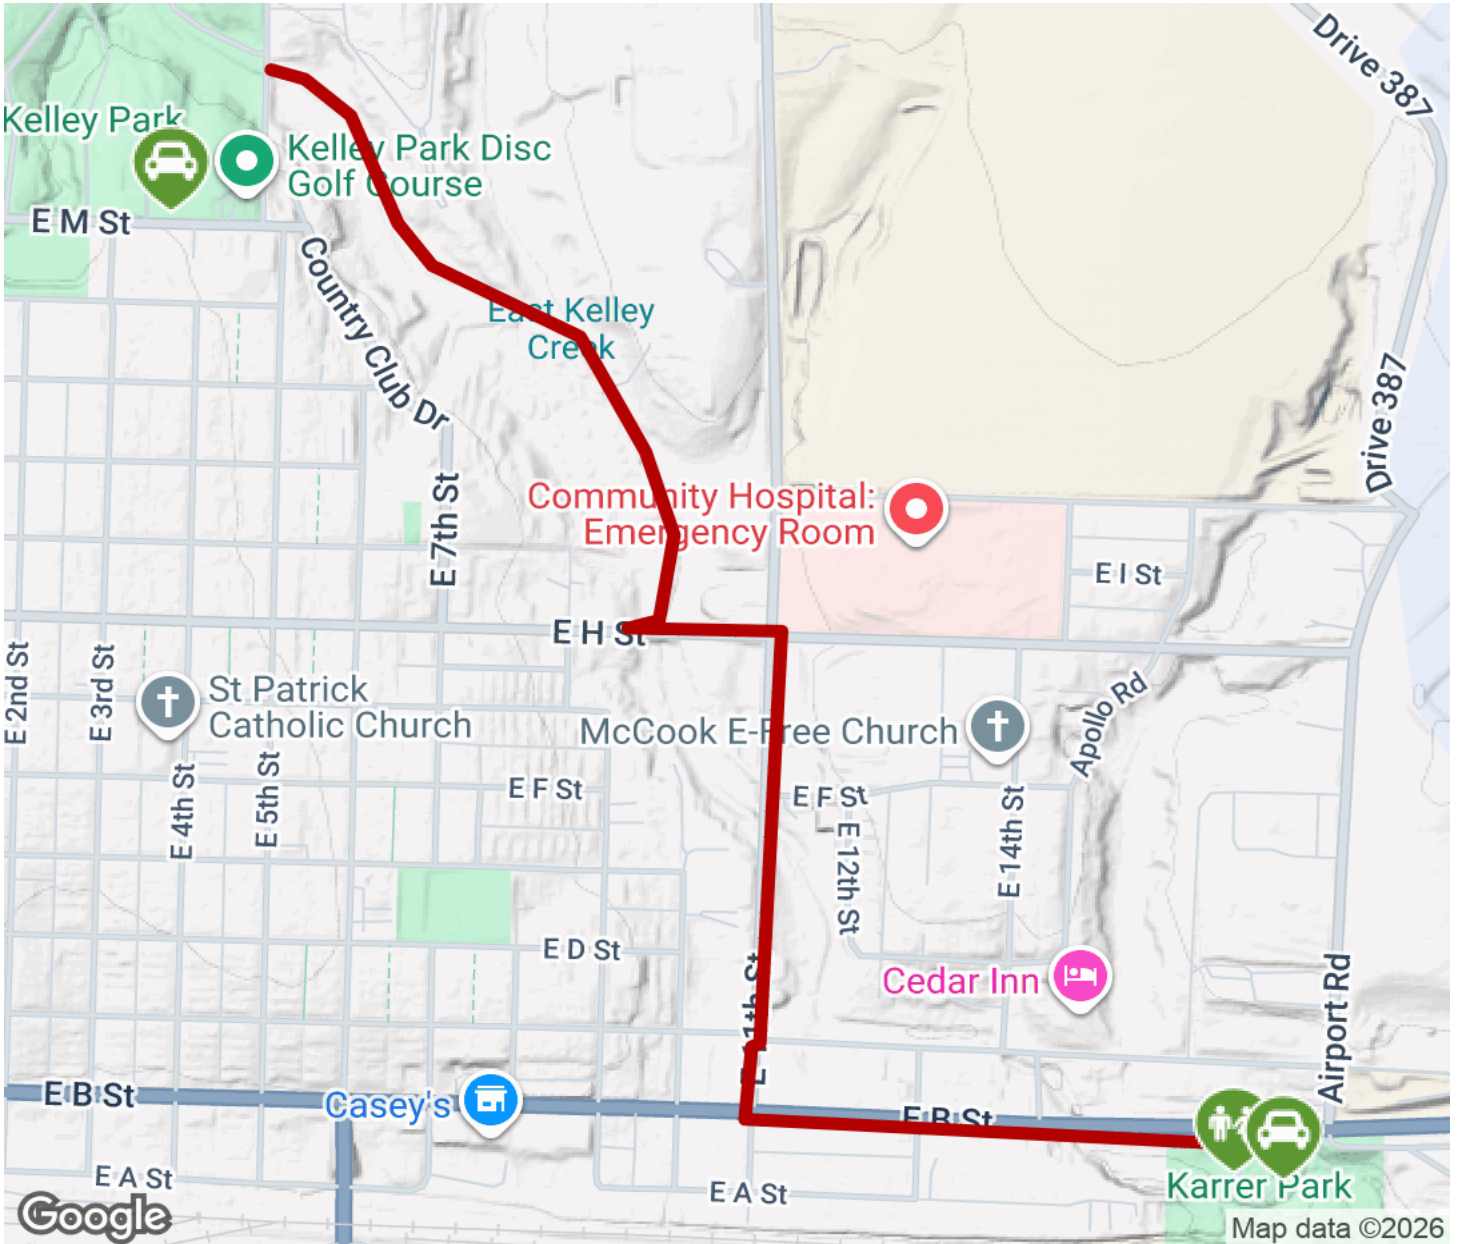 Drive 387
Kelley Park
Kelley Park Disc
Golf Course
E M St
Country Club Dr
East Kelley
Creek
Drive 387
Community Hospital:
Emergency Room
E 7th St
E I St
E H St
E 2nd St
E 3rd St
St Patrick
Catholic Church
McCook E-Free Church
Apollo Rd
E 4th St
E 5th St
E F St
E F St
E 12th St
E 14th St
E D St
E 11th St
Cedar Inn
Airport Rd
E B St
Casey's
E B St
E A St
E A St
Karrer Park
Google
Map data ©2026